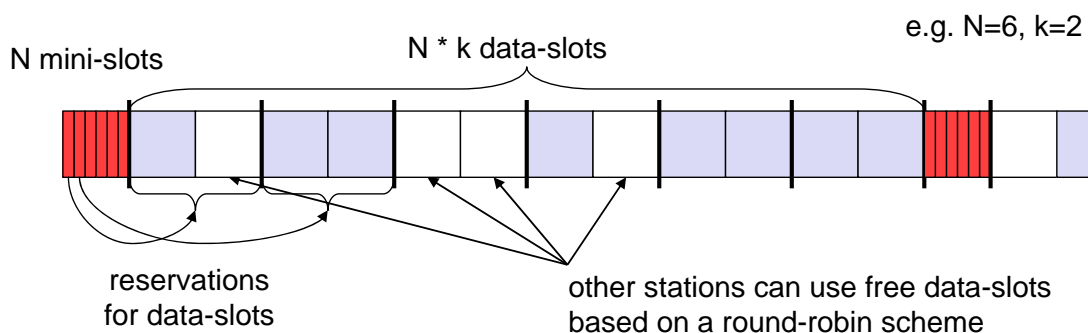 e.g. N=6, k=2
N * k data-slots
N mini-slots
reservations
for data-slots
other stations can use free data-slots
based on a round-robin scheme